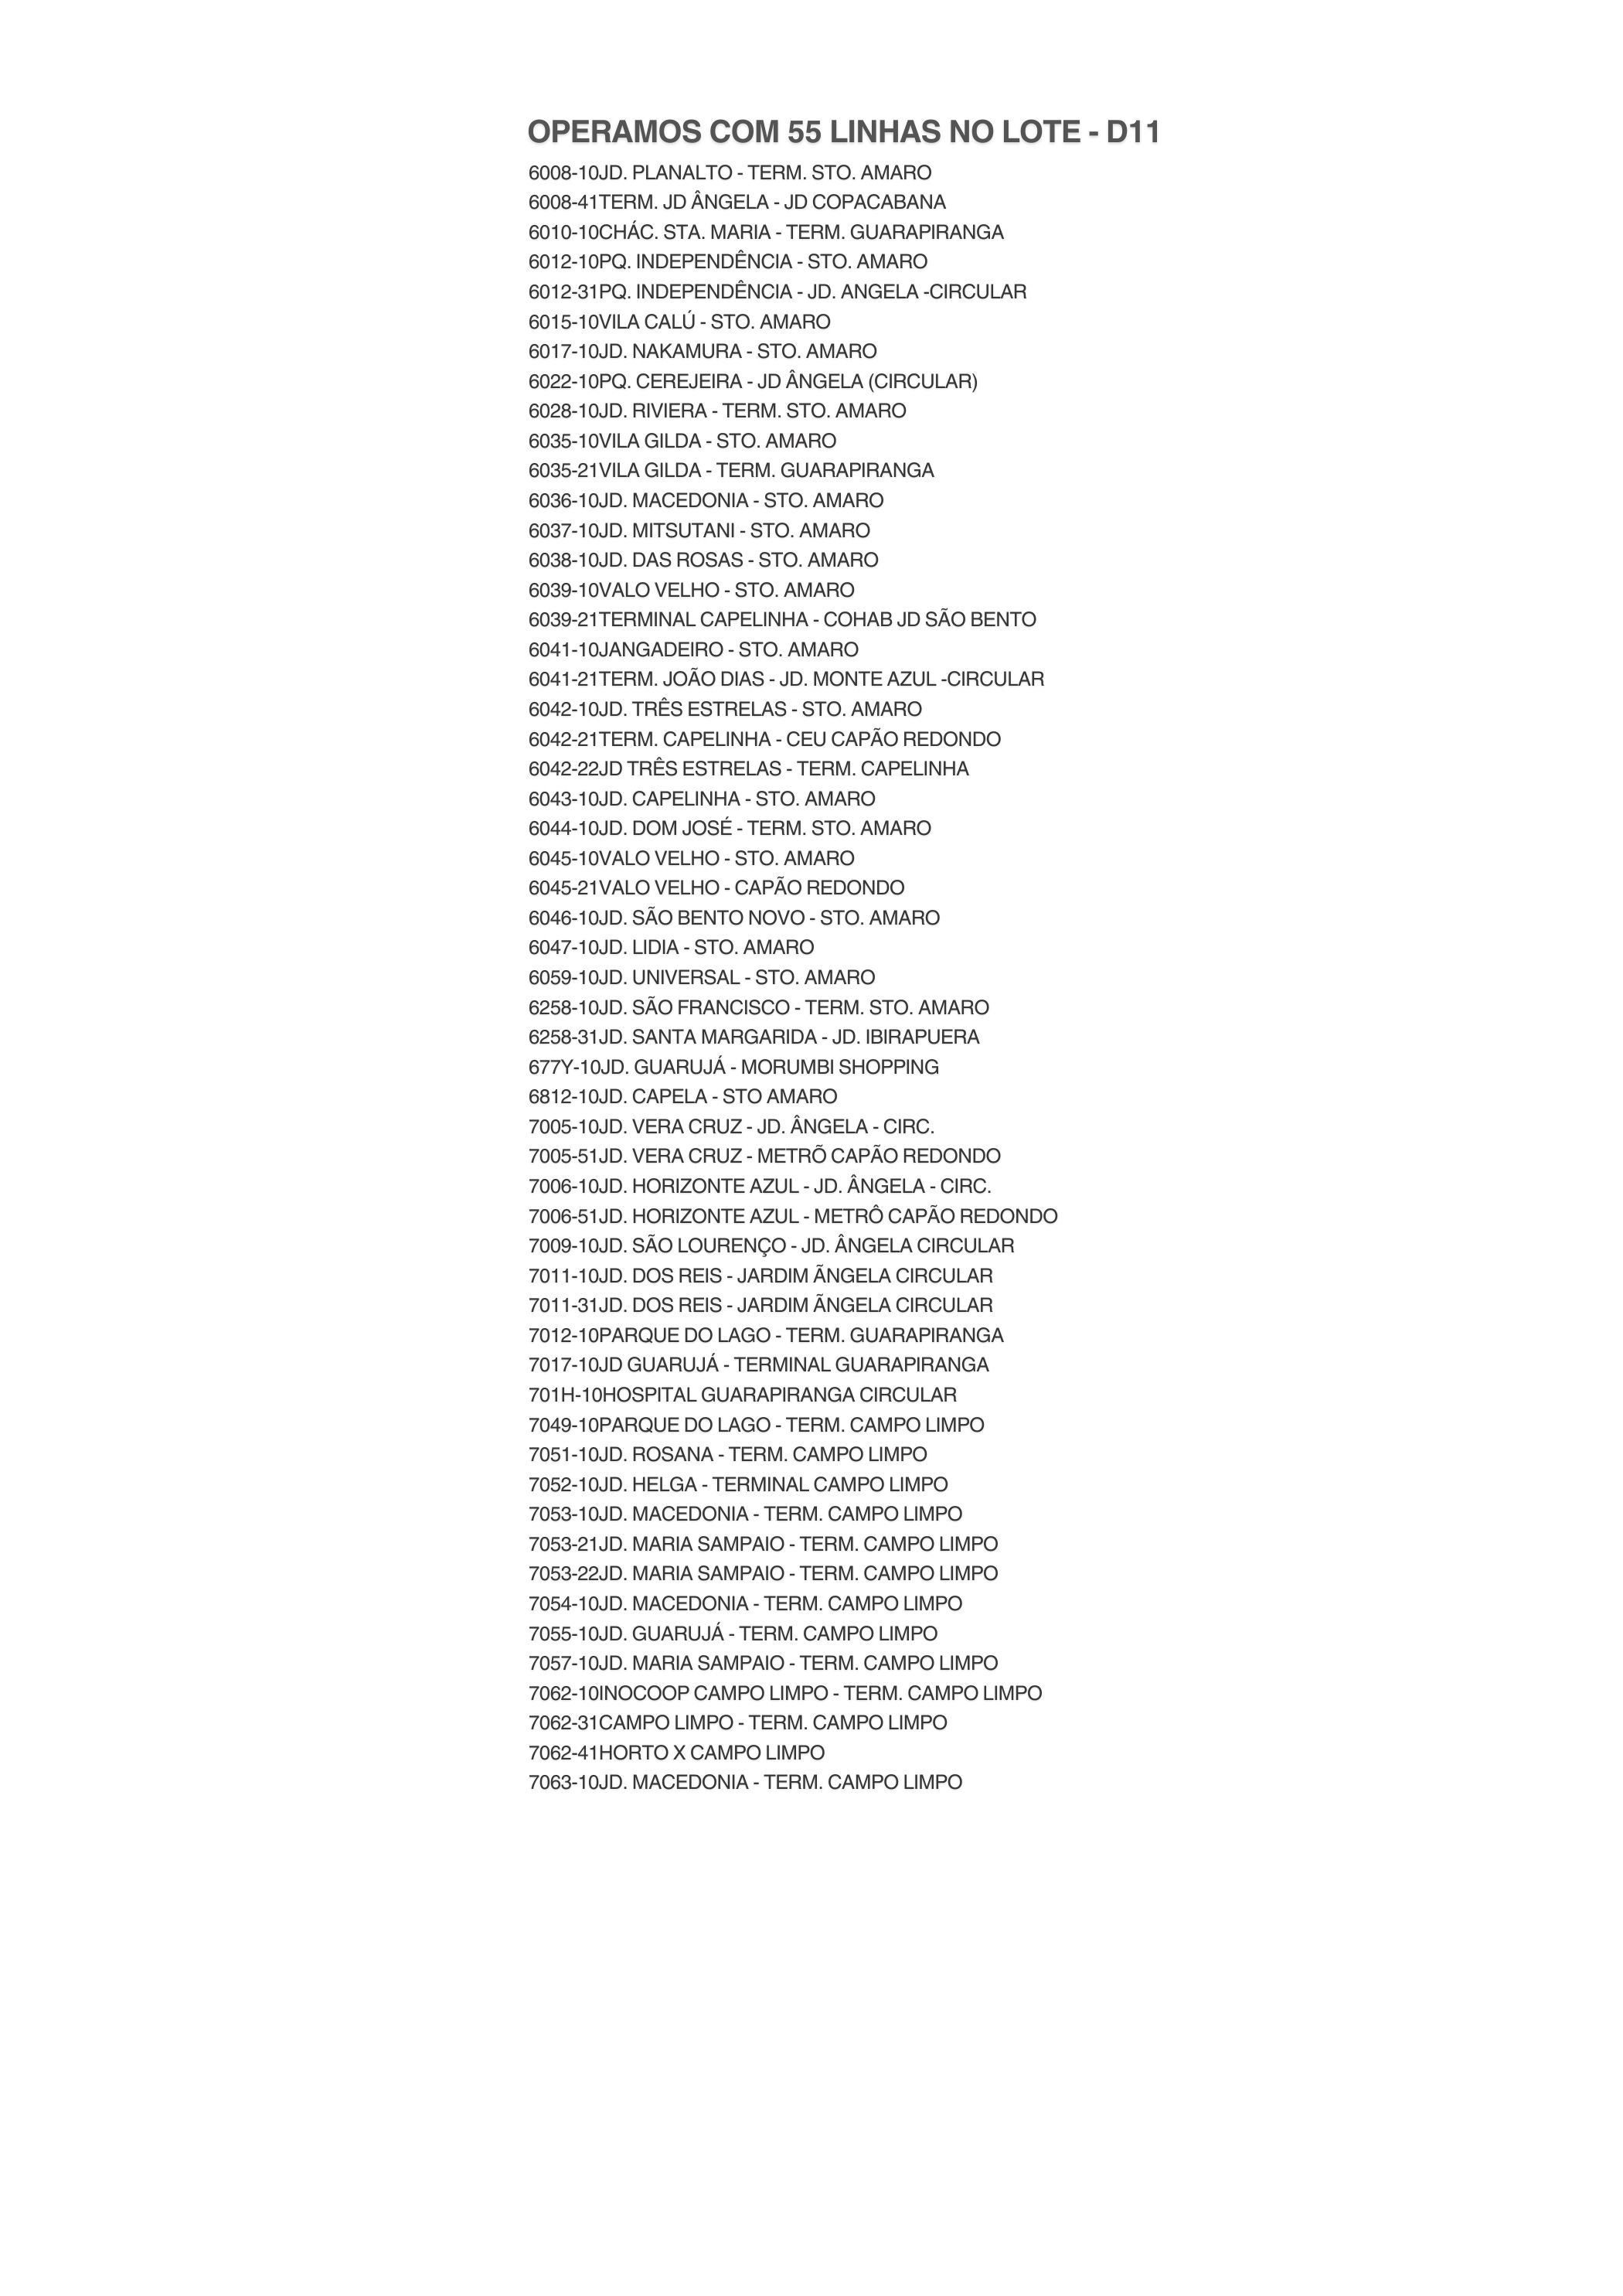 OPERAMOS COM 55 LINHAS NO LOTE - D11
6008-10JD. PLANALTO - TERM. STO. AMARO
6008-41TERM. JD ÂNGELA - JD COPACABANA
6010-10CHÁC. STA. MARIA - TERM. GUARAPIRANGA
6012-10PQ. INDEPENDÊNCIA - STO. AMARO
6012-31PQ. INDEPENDÊNCIA - JD. ANGELA -CIRCULAR
6015-10VILA CALÚ - STO. AMARO
6017-10JD. NAKAMURA - STO. AMARO
6022-10PQ. CEREJEIRA - JD ÂNGELA (CIRCULAR)
6028-10JD. RIVIERA - TERM. STO. AMARO
6035-10VILA GILDA - STO. AMARO
6035-21VILA GILDA - TERM. GUARAPIRANGA
6036-10JD. MACEDONIA - STO. AMARO
6037-10JD. MITSUTANI - STO. AMARO
6038-10JD. DAS ROSAS - STO. AMARO
6039-10VALO VELHO - STO. AMARO
6039-21TERMINAL CAPELINHA - COHAB JD SÃO BENTO
6041-10JANGADEIRO - STO. AMARO
6041-21TERM. JOÃO DIAS - JD. MONTE AZUL -CIRCULAR
6042-10JD. TRÊS ESTRELAS - STO. AMARO
6042-21TERM. CAPELINHA - CEU CAPÃO REDONDO
6042-22JD TRÊS ESTRELAS - TERM. CAPELINHA
6043-10JD. CAPELINHA - STO. AMARO
6044-10JD. DOM JOSÉ - TERM. STO. AMARO
6045-10VALO VELHO - STO. AMARO
6045-21VALO VELHO - CAPÃO REDONDO
6046-10JD. SÃO BENTO NOVO - STO. AMARO
6047-10JD. LIDIA - STO. AMARO
6059-10JD. UNIVERSAL - STO. AMARO
6258-10JD. SÃO FRANCISCO - TERM. STO. AMARO
6258-31JD. SANTA MARGARIDA - JD. IBIRAPUERA
677Y-10JD. GUARUJÁ - MORUMBI SHOPPING
6812-10JD. CAPELA - STO AMARO
7005-10JD. VERA CRUZ - JD. ÂNGELA - CIRC.
7005-51JD. VERA CRUZ - METRÕ CAPÃO REDONDO
7006-10JD. HORIZONTE AZUL - JD. ÂNGELA - CIRC.
7006-51JD. HORIZONTE AZUL - METRÔ CAPÃO REDONDO
7009-10JD. SÃO LOURENÇO - JD. ÂNGELA CIRCULAR
7011-10JD. DOS REIS - JARDIM ÃNGELA CIRCULAR
7011-31JD. DOS REIS - JARDIM ÃNGELA CIRCULAR
7012-10PARQUE DO LAGO - TERM. GUARAPIRANGA
7017-10JD GUARUJÁ - TERMINAL GUARAPIRANGA
701H-10HOSPITAL GUARAPIRANGA CIRCULAR
7049-10PARQUE DO LAGO - TERM. CAMPO LIMPO
7051-10JD. ROSANA - TERM. CAMPO LIMPO
7052-10JD. HELGA - TERMINAL CAMPO LIMPO
7053-10JD. MACEDONIA - TERM. CAMPO LIMPO
7053-21JD. MARIA SAMPAIO - TERM. CAMPO LIMPO
7053-22JD. MARIA SAMPAIO - TERM. CAMPO LIMPO
7054-10JD. MACEDONIA - TERM. CAMPO LIMPO
7055-10JD. GUARUJÁ - TERM. CAMPO LIMPO
7057-10JD. MARIA SAMPAIO - TERM. CAMPO LIMPO
7062-10INOCOOP CAMPO LIMPO - TERM. CAMPO LIMPO
7062-31CAMPO LIMPO - TERM. CAMPO LIMPO
7062-41HORTO X CAMPO LIMPO
7063-10JD. MACEDONIA - TERM. CAMPO LIMPO